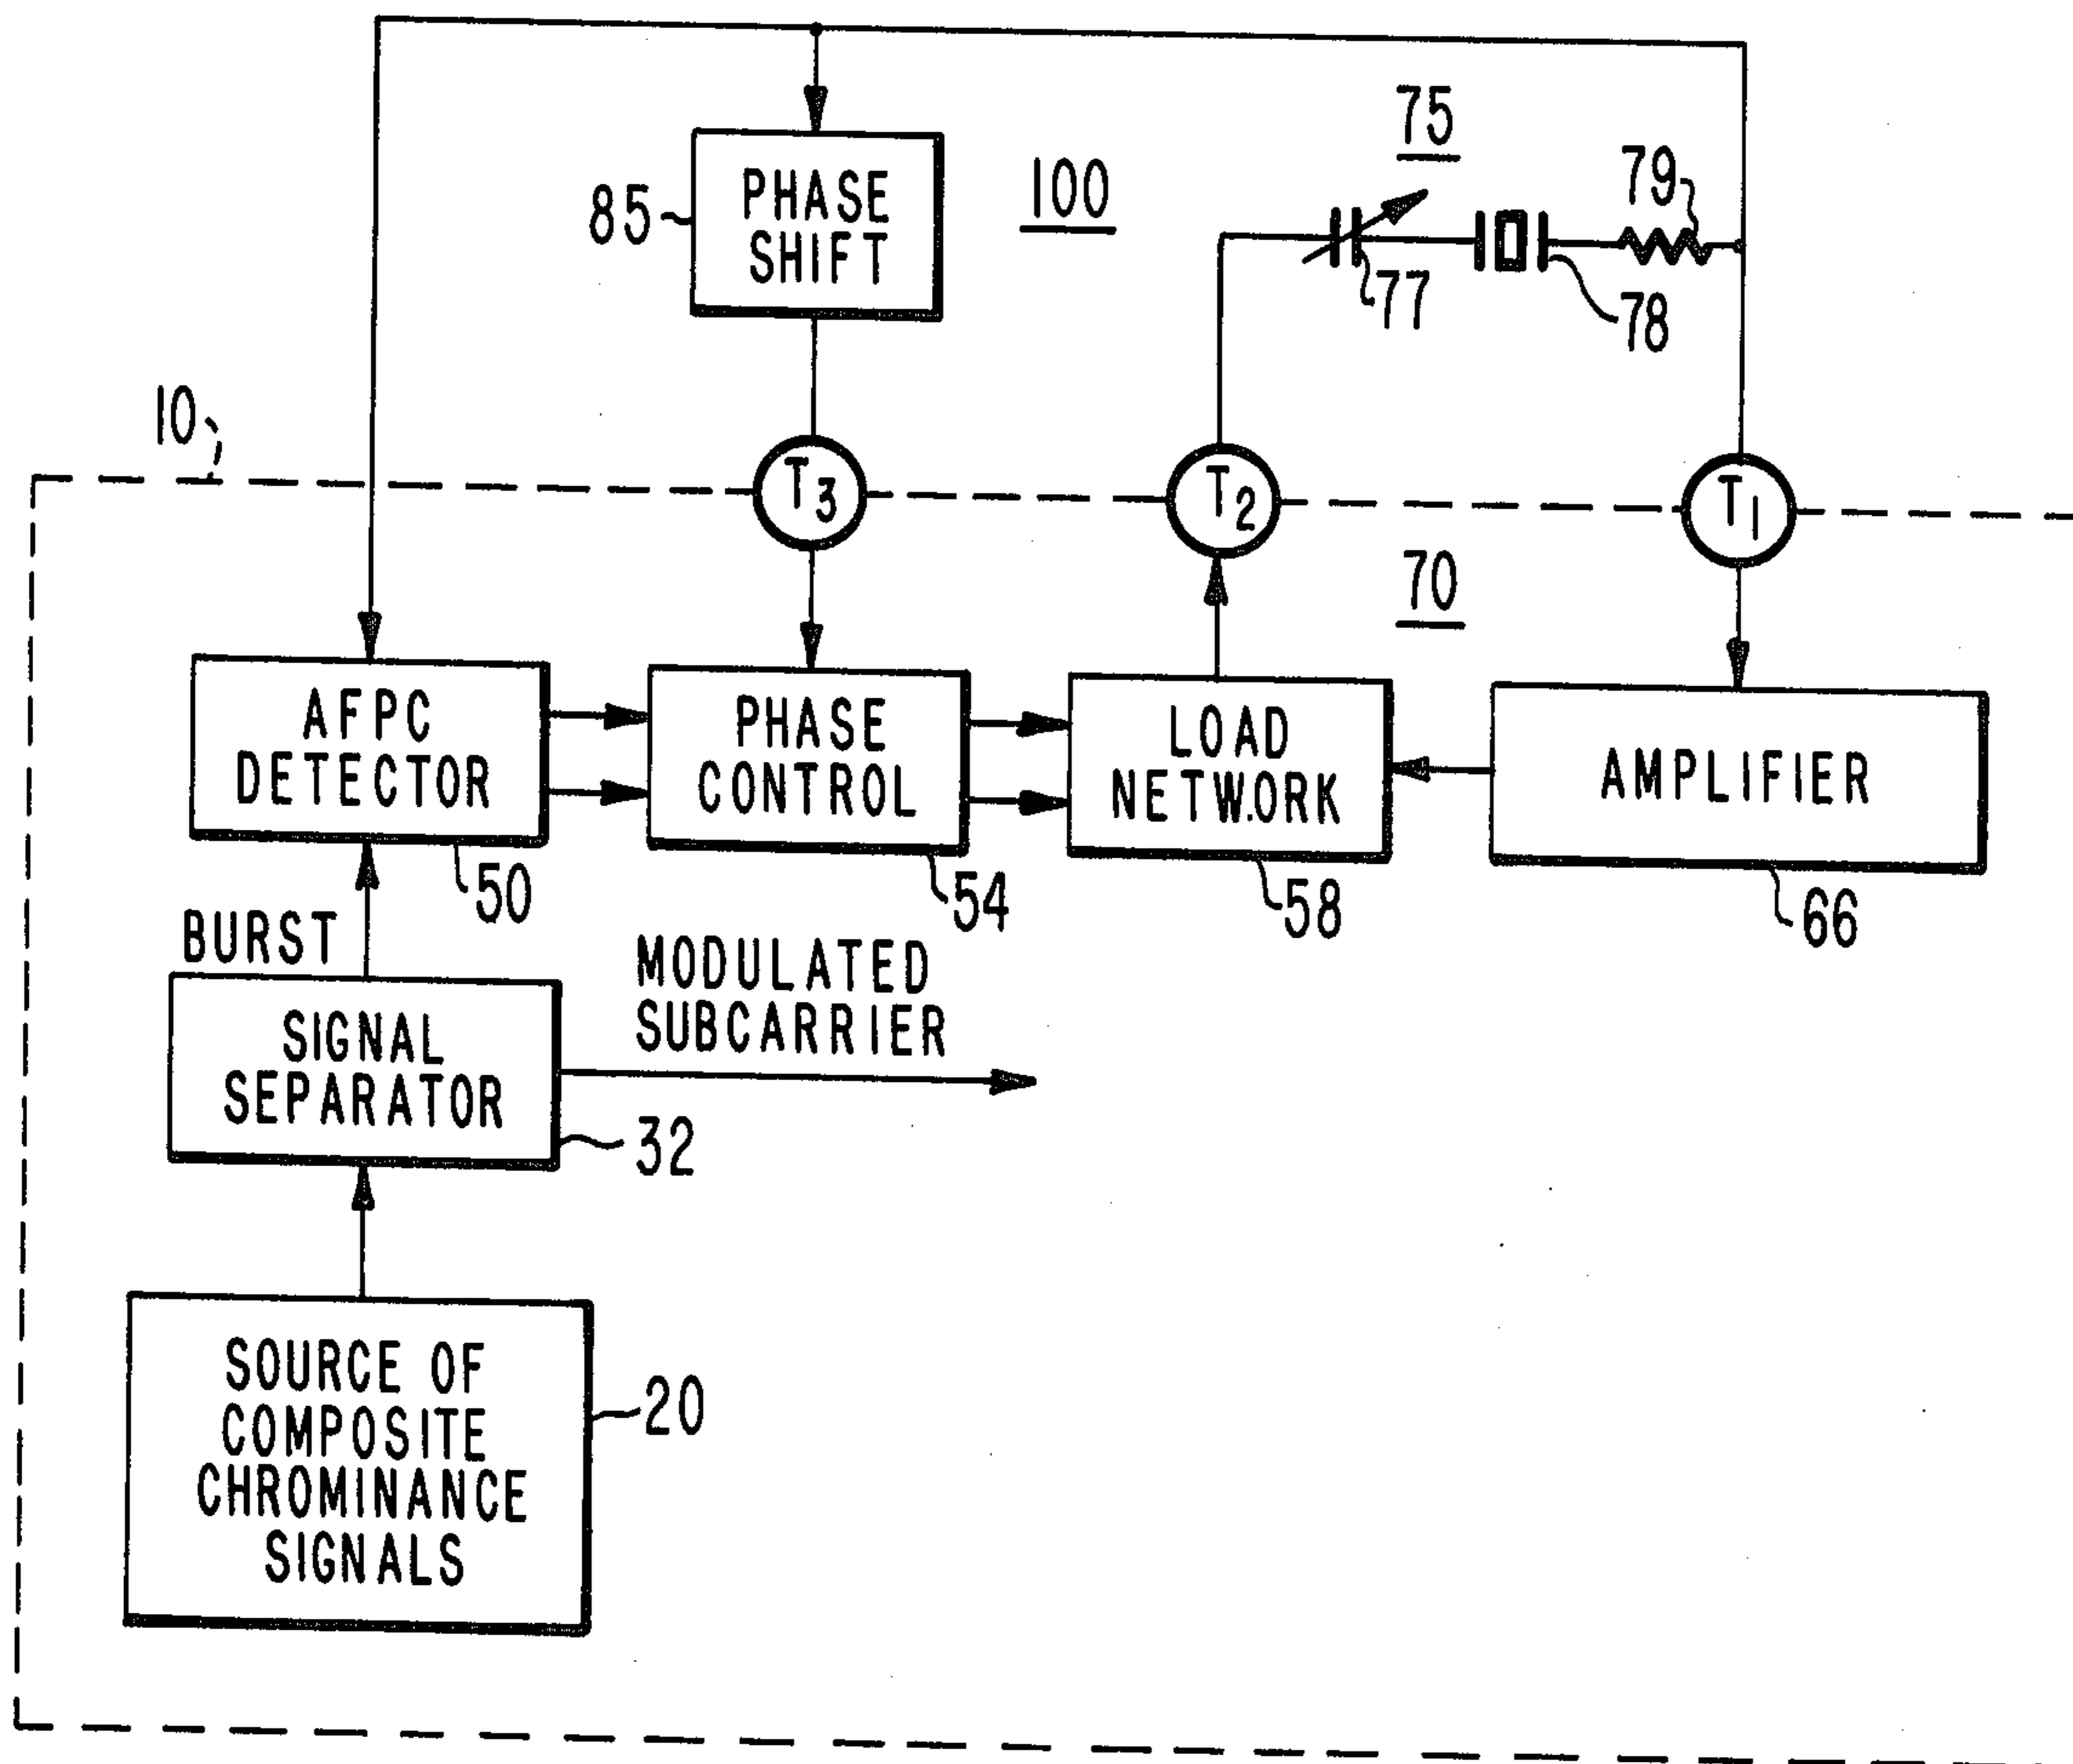 75
79
PHASE
SHIFT
85
100
77
78
10
T3
T2
T1
70
AFPC
DETECTOR
PHASE
CONTROL
LOAD
NETWORK
AMPLIFIER
50
54
58
66
BURST
MODULATED
SUBCARRIER
SIGNAL
SEPARATOR
32
SOURCE OF
COMPOSITE
CHROMINANCE
SIGNALS
20